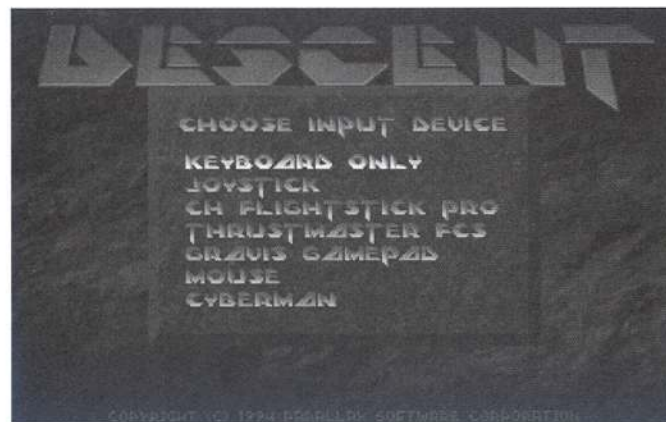 DESCENT
CHOOSE INPUT DEVICE
KEYBOARD ONLY
JOYSTICK
CH FLIGHTSTICK PRO
THRUSTMASTER FCS
GRAVIS GAMEPAD
MOUSE
CYBERMAN
COPYRIGHT (C) 1994 PARALLAX SOFTWARE CORPORATION